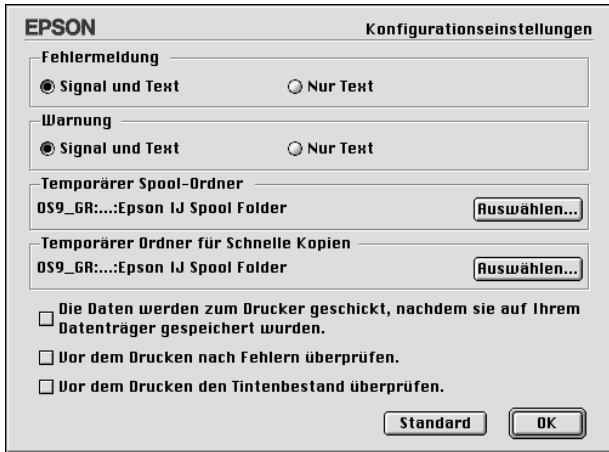 EPSON Konfigurationseinstellungen
Fehlermeldung
Signal und Text Nur Text
Warnung
Signal und Text Nur Text
Temporärer Spool-Ordner
OS9_GR:...:Epson IJ Spool Folder Auswählen...
Temporärer Ordner für Schnelle Kopien
OS9_GR:...:Epson IJ Spool Folder Auswählen...
Die Daten werden zum Drucker geschickt, nachdem sie auf Ihrem
Datenträger gespeichert wurden.
Vor dem Drucken nach Fehlern überprüfen.
Vor dem Drucken den Tintenbestand überprüfen.
Standard OK